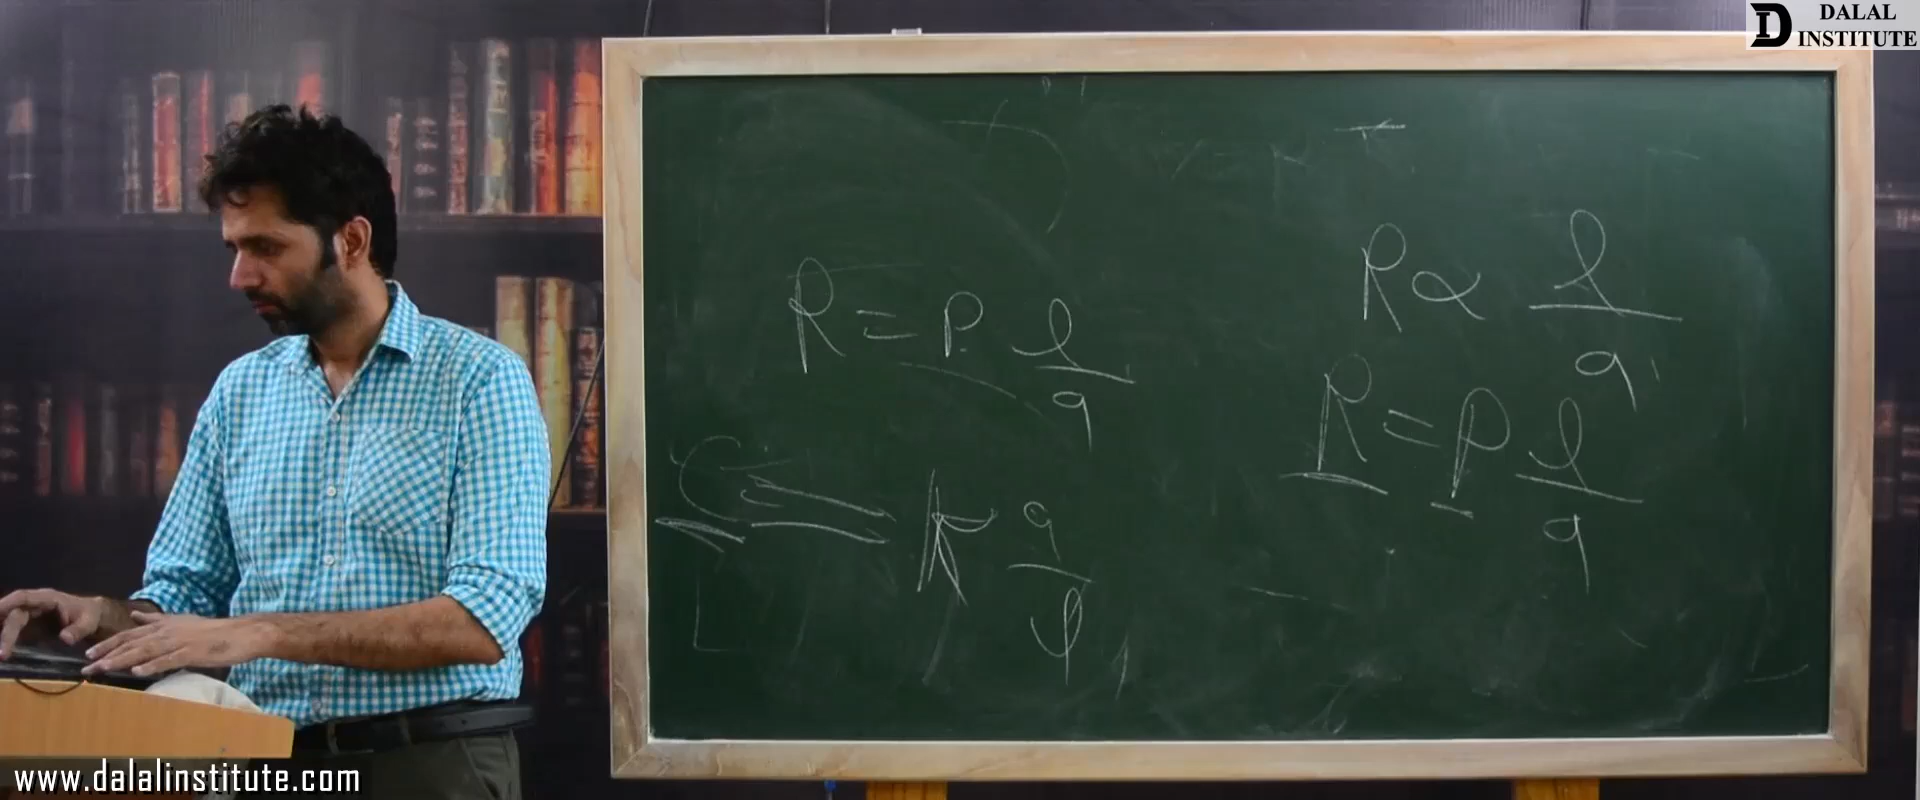 DALAL
INSTITUTE
R = ρ l/a
C = K a/l
R ∝ l/a
R = ρ l/a
www.dalalinstitute.com